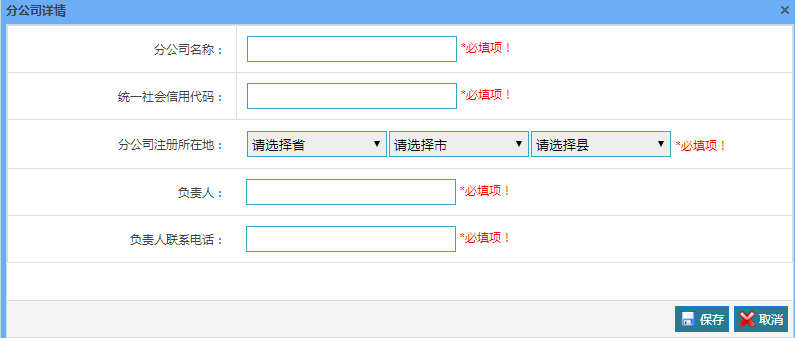 分公司详情
分公司名称： *必填项！
统一社会信用代码： *必填项！
分公司注册所在地： 请选择省 请选择市 请选择县 *必填项！
负责人： *必填项！
负责人联系电话： *必填项！
保存 取消